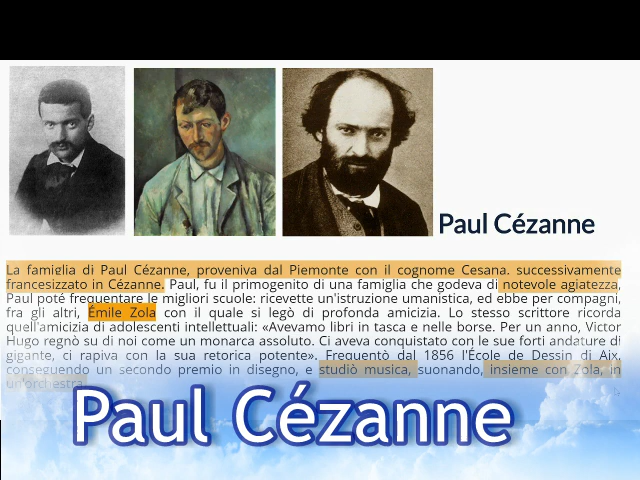 Paul Cézanne
La famiglia di Paul Cézanne, proveniva dal Piemonte con il cognome Cesana. successivamente
francesizzato in Cézanne. Paul, fu il primogenito di una famiglia che godeva di notevole agiatezza,
Paul poté frequentare le migliori scuole: ricevette un'istruzione umanistica, ed ebbe per compagni,
fra gli altri, Émile Zola con il quale si legò di profonda amicizia. Lo stesso scrittore ricorda
quell'amicizia di adolescenti intellettuali: «Avevamo libri in tasca e nelle borse. Per un anno, Victor
Hugo regnò su di noi come un monarca assoluto. Ci aveva conquistato con le sue forti andature di
gigante, ci rapiva con la sua retorica potente». Frequentò dal 1856 l'École de Dessin di Aix,
conseguendo un secondo premio in disegno, e studiò musica, suonando, insieme con Zola, in
un'orchestra.
Paul Cézanne